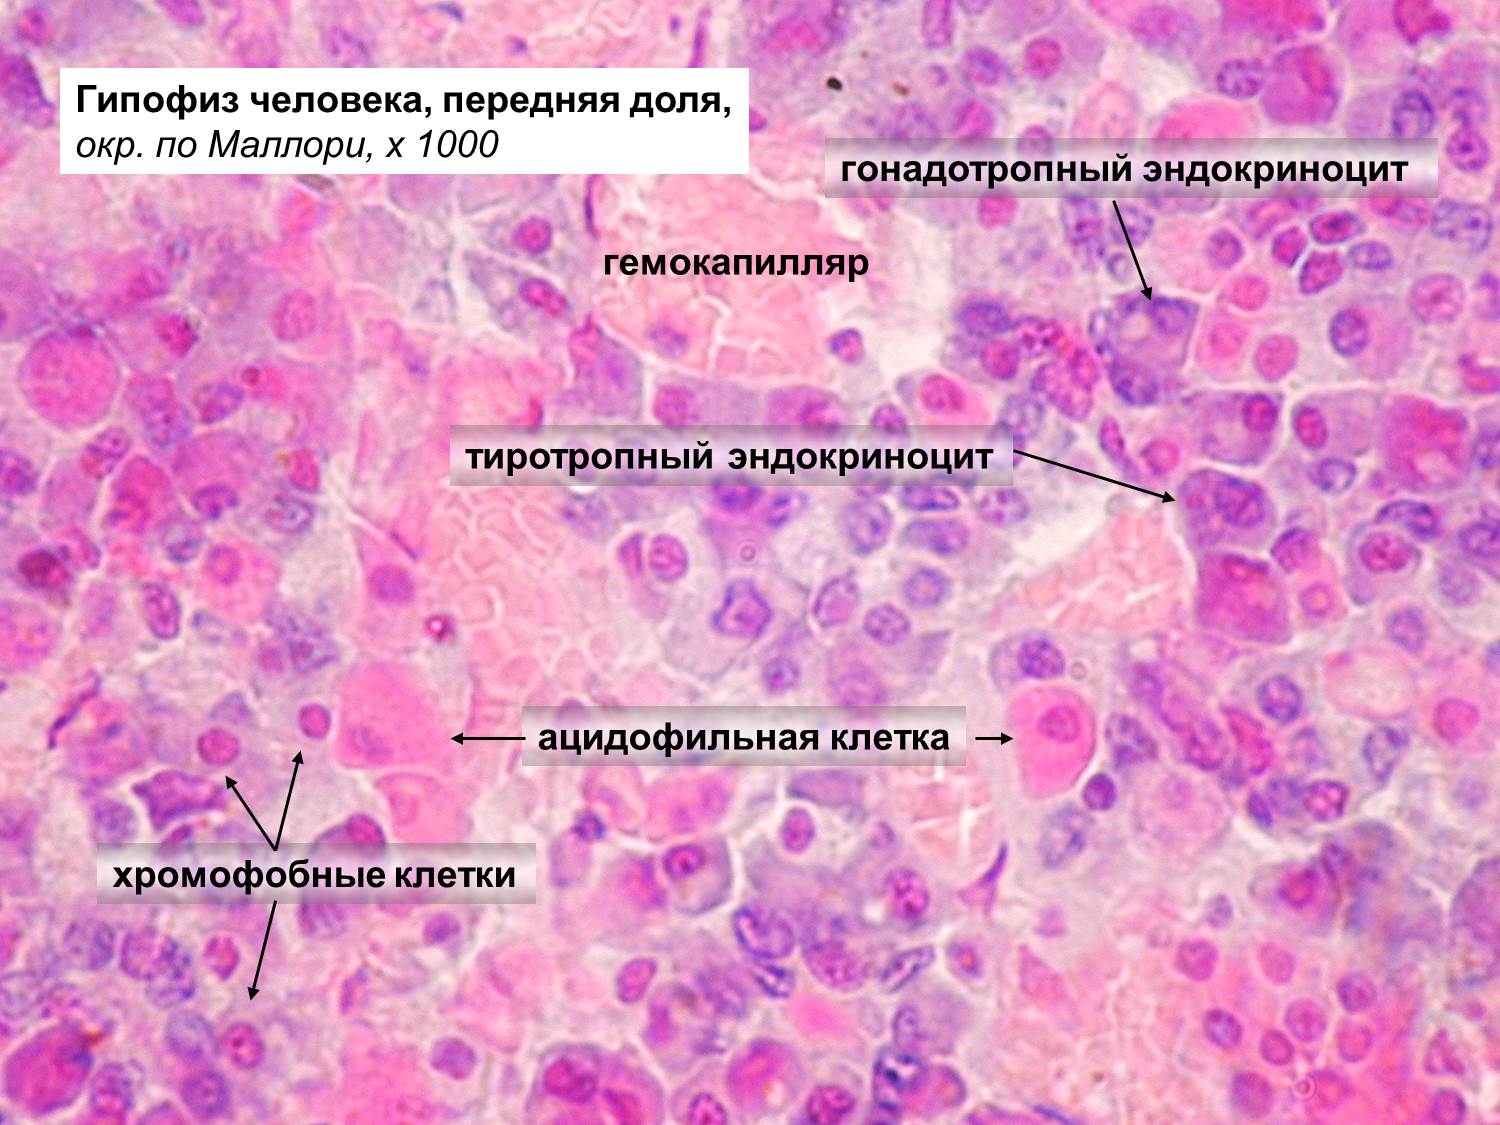 Гипофиз человека, передняя доля,
окр. по Маллори, х 1000
гонадотропный эндокриноцит
гемокапилляр
тиротропный эндокриноцит
ацидофильная клетка
хромофобные клетки